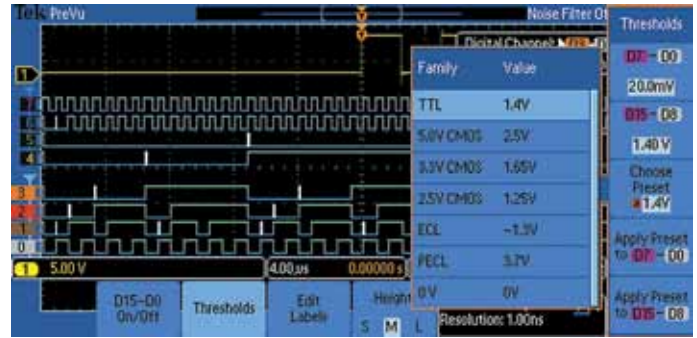 Tek PreVu
Noise Filter Of
Thresholds
D7 - D0
20.0mV
D15 - D8
1.40 V
Choose
Preset
a 1.4V
Apply Preset
to D7 - D0
Apply Preset
to D15 - D8
Digital Channel:
Family Value
TTL 1.4V
5.0V CMOS 2.5V
3.3V CMOS 1.65V
2.5V CMOS 1.25V
ECL -1.3V
PECL 3.7V
0V 0V
1
5
4
3
2
1
0
1 5.00 V
4.00µs
0.00000 s
D15-D0
On/Off
Thresholds
Edit
Labels
Height
S M L
Resolution: 1.00ns